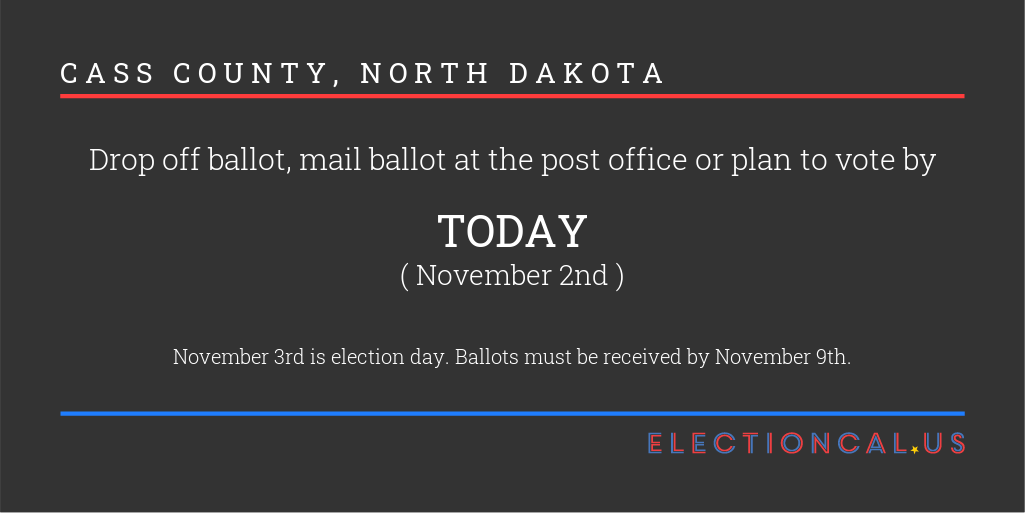 CASS COUNTY, NORTH DAKOTA
Drop off ballot, mail ballot at the post office or plan to vote by
TODAY
( November 2nd )
November 3rd is election day. Ballots must be received by November 9th.
ELECTIONCAL★US